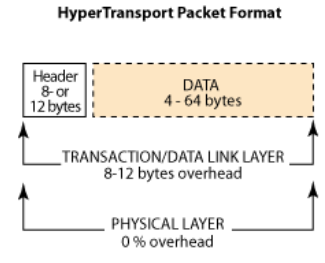 HyperTransport Packet Format
Header
8- or
12 bytes
DATA
4 - 64 bytes
TRANSACTION/DATA LINK LAYER
8-12 bytes overhead
PHYSICAL LAYER
0 % overhead